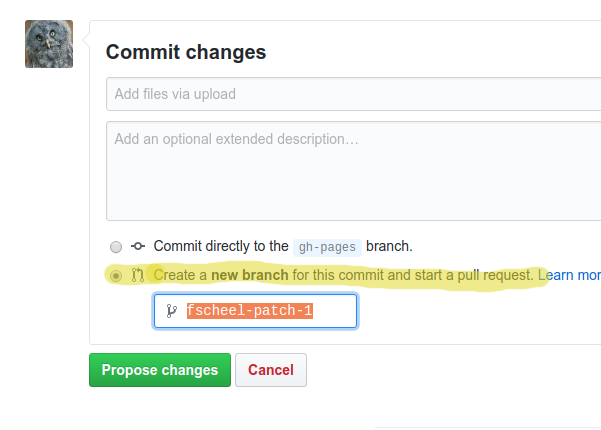 Commit changes
Add files via upload
Add an optional extended description…
Commit directly to the gh-pages branch.
Create a new branch for this commit and start a pull request. Learn mor
fscheel-patch-1
Propose changes Cancel